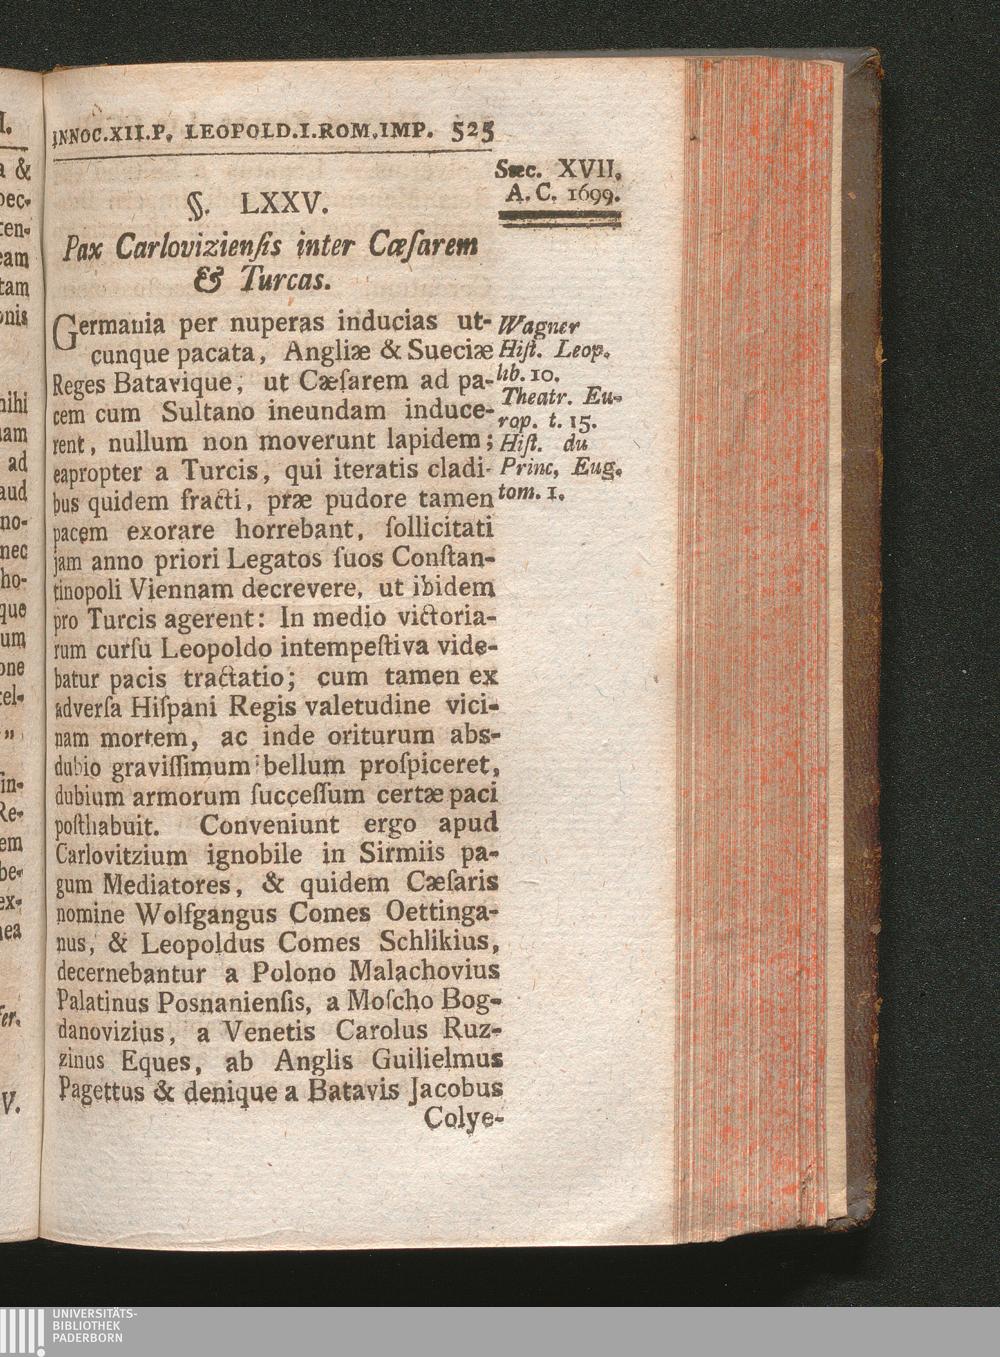 INNOC.XII.P. LEOPOLD.I.ROM.IMP. 525
Sæc. XVII.
A. C. 1699.
§. LXXV.
Pax Carlovizienſis inter Cæſarem
& Turcas.
Germania per nuperas inducias ut-
cunque pacata, Angliæ & Sueciæ
Reges Batavique, ut Cæſarem ad pa-
cem cum Sultano ineundam induce-
rent, nullum non moverunt lapidem;
eapropter a Turcis, qui iteratis cladi-
bus quidem fracti, præ pudore tamen
pacem exorare horrebant, ſollicitati
jam anno priori Legatos ſuos Conſtan-
tinopoli Viennam decrevere, ut ibidem
pro Turcis agerent: In medio victoria-
rum curſu Leopoldo intempeſtiva vide-
batur pacis tractatio; cum tamen ex
adverſa Hiſpani Regis valetudine vici-
nam mortem, ac inde oriturum abs-
dubio graviſſimum bellum proſpiceret,
dubium armorum ſucceſſum certæ paci
poſthabuit. Conveniunt ergo apud
Carlovitzium ignobile in Sirmiis pa-
gum Mediatores, & quidem Cæſaris
nomine Wolfgangus Comes Oettinga-
nus, & Leopoldus Comes Schlikius,
decernebantur a Polono Malachovius
Palatinus Posnanienſis, a Moſcho Bog-
danovizius, a Venetis Carolus Ruz-
zinus Eques, ab Anglis Guilielmus
Pagettus & denique a Batavis Jacobus
Colye-
Wagner
Hiſt. Leop.
lib. 10.
Theatr. Eu-
rop. t. 15.
Hiſt. du
Princ, Eug.
tom. 1.
UNIVERSITÄTS-
BIBLIOTHEK
PADERBORN